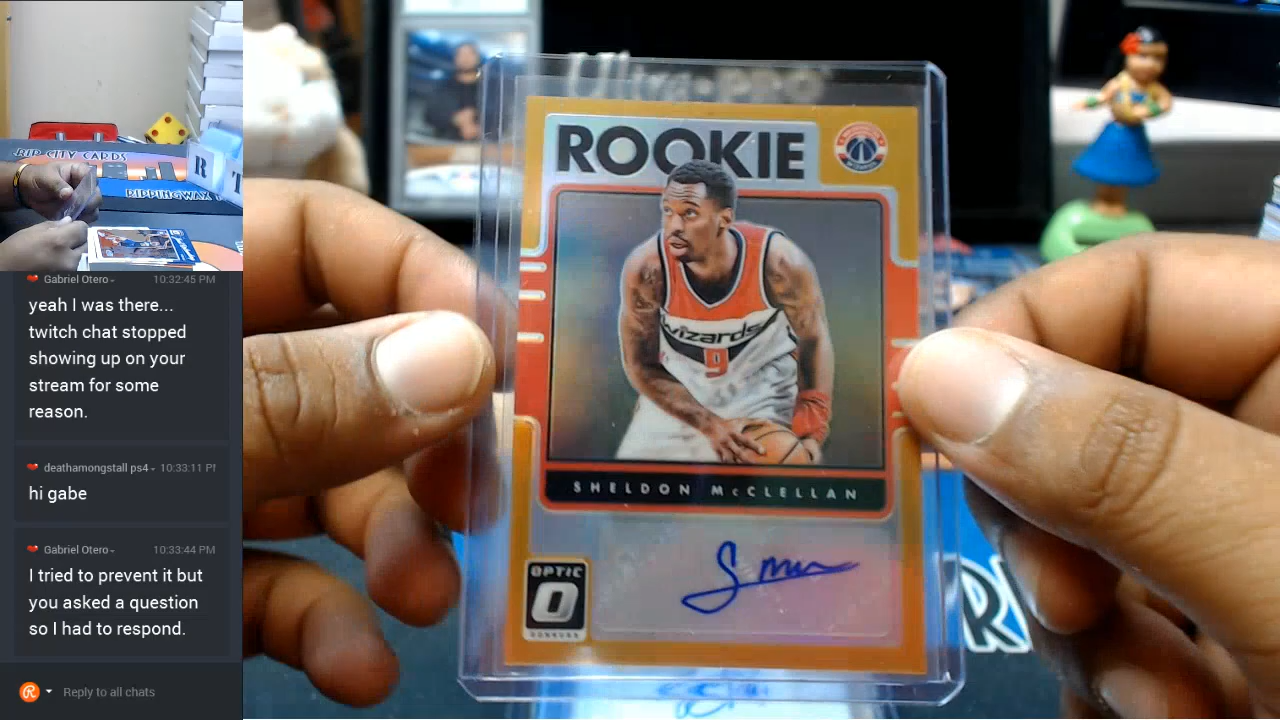 RIP CITY CARDS
RIPPINGWAX
R
T
Gabriel Otero
10:32:45 PM
yeah I was there...
twitch chat stopped
showing up on your
stream for some
reason.
deathamongstall ps4
10:33:11 PM
hi gabe
Gabriel Otero
10:33:44 PM
I tried to prevent it but
you asked a question
so I had to respond.
Reply to all chats
Ultra·PRO
ROOKIE
WIZARDS
9
SHELDON McCLELLAN
OPTIC
DONRUSS